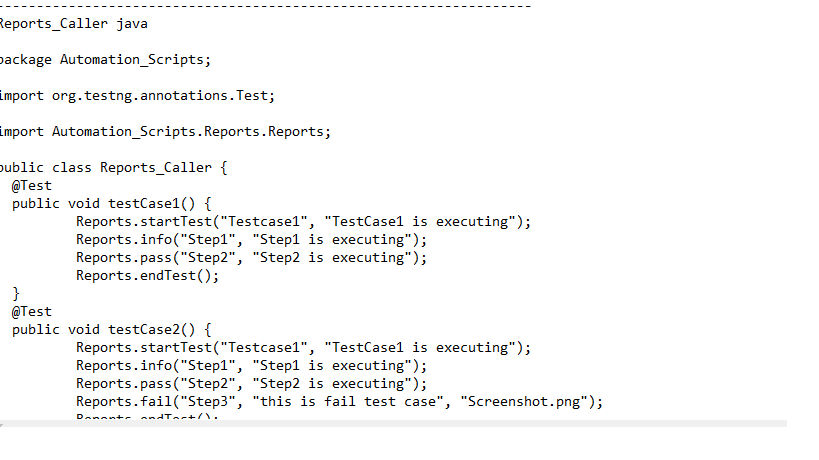 --------------------------------------------------------------------
Reports_Caller java
package Automation_Scripts;
import org.testng.annotations.Test;
import Automation_Scripts.Reports.Reports;
public class Reports_Caller {
@Test
public void testCase1() {
Reports.startTest("Testcase1", "TestCase1 is executing");
Reports.info("Step1", "Step1 is executing");
Reports.pass("Step2", "Step2 is executing");
Reports.endTest();
}
@Test
public void testCase2() {
Reports.startTest("Testcase1", "TestCase1 is executing");
Reports.info("Step1", "Step1 is executing");
Reports.pass("Step2", "Step2 is executing");
Reports.fail("Step3", "this is fail test case", "Screenshot.png");
Reports.endTest();